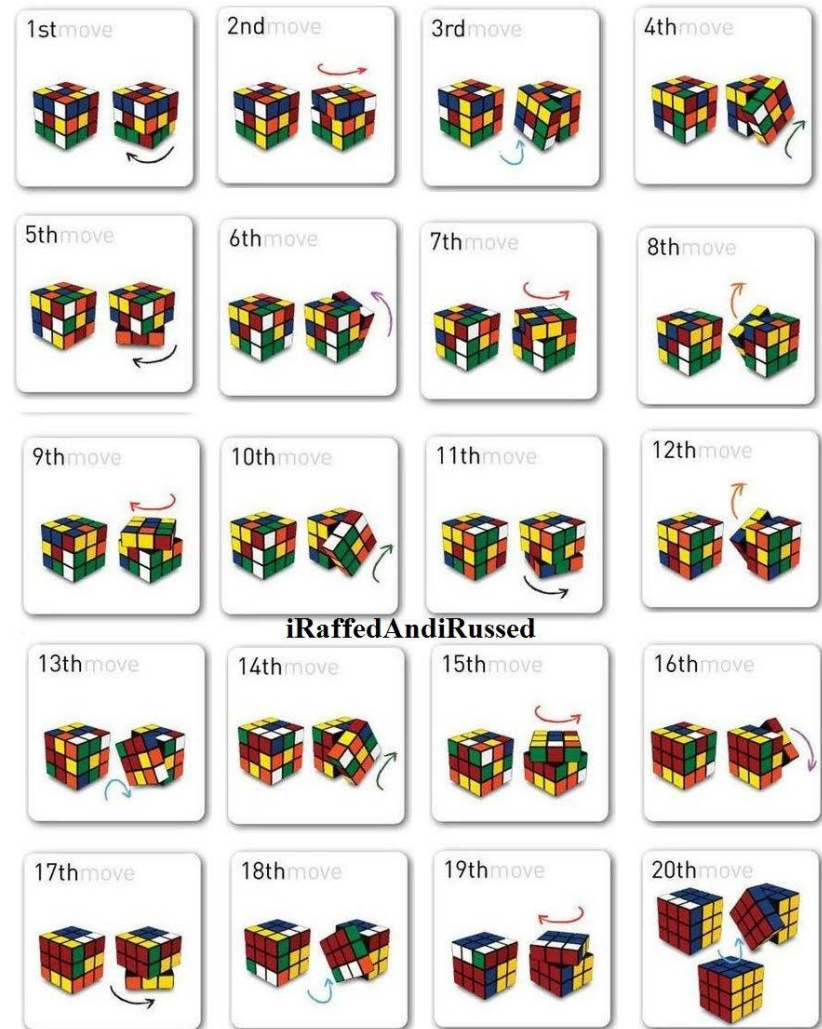 1stmove
2ndmove
3rdmove
4thmove
5thmove
6thmove
7thmove
8thmove
9thmove
10thmove
11thmove
12thmove
iRaffedAndiRussed
13thmove
14thmove
15thmove
16thmove
17thmove
18thmove
19thmove
20thmove